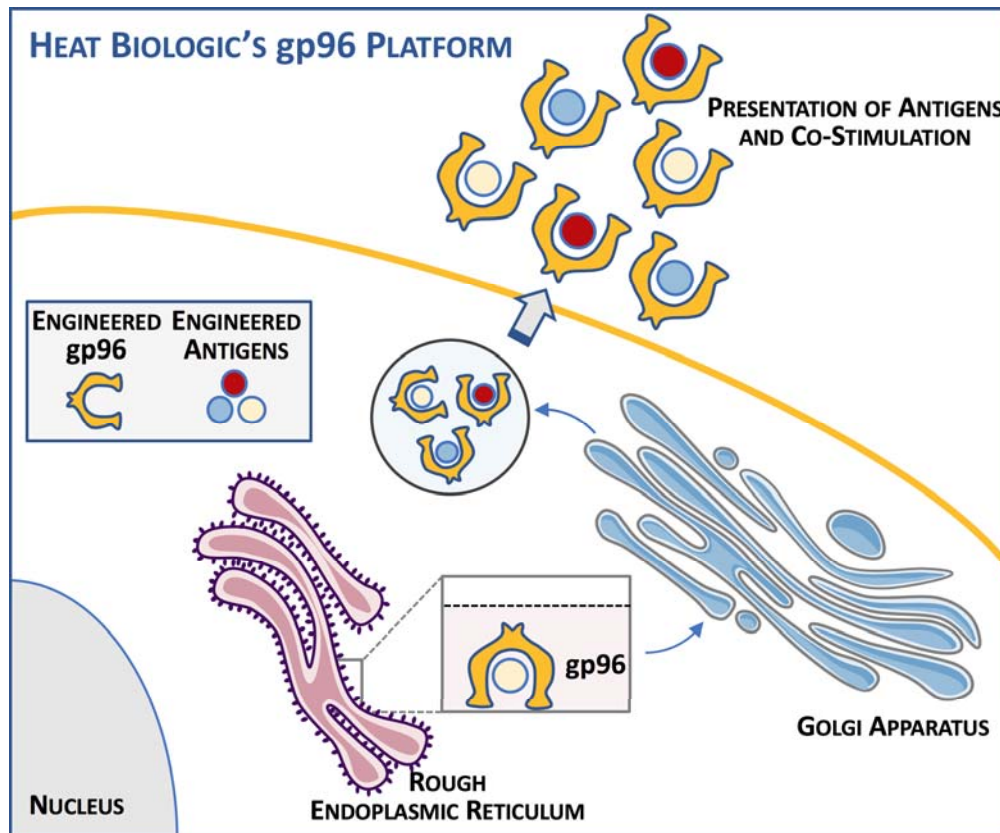 HEAT BIOLOGIC'S gp96 PLATFORM
PRESENTATION OF ANTIGENS
AND CO-STIMULATION
ENGINEERED
gp96
ENGINEERED
ANTIGENS
gp96
GOLGI APPARATUS
ROUGH
ENDOPLASMIC RETICULUM
NUCLEUS